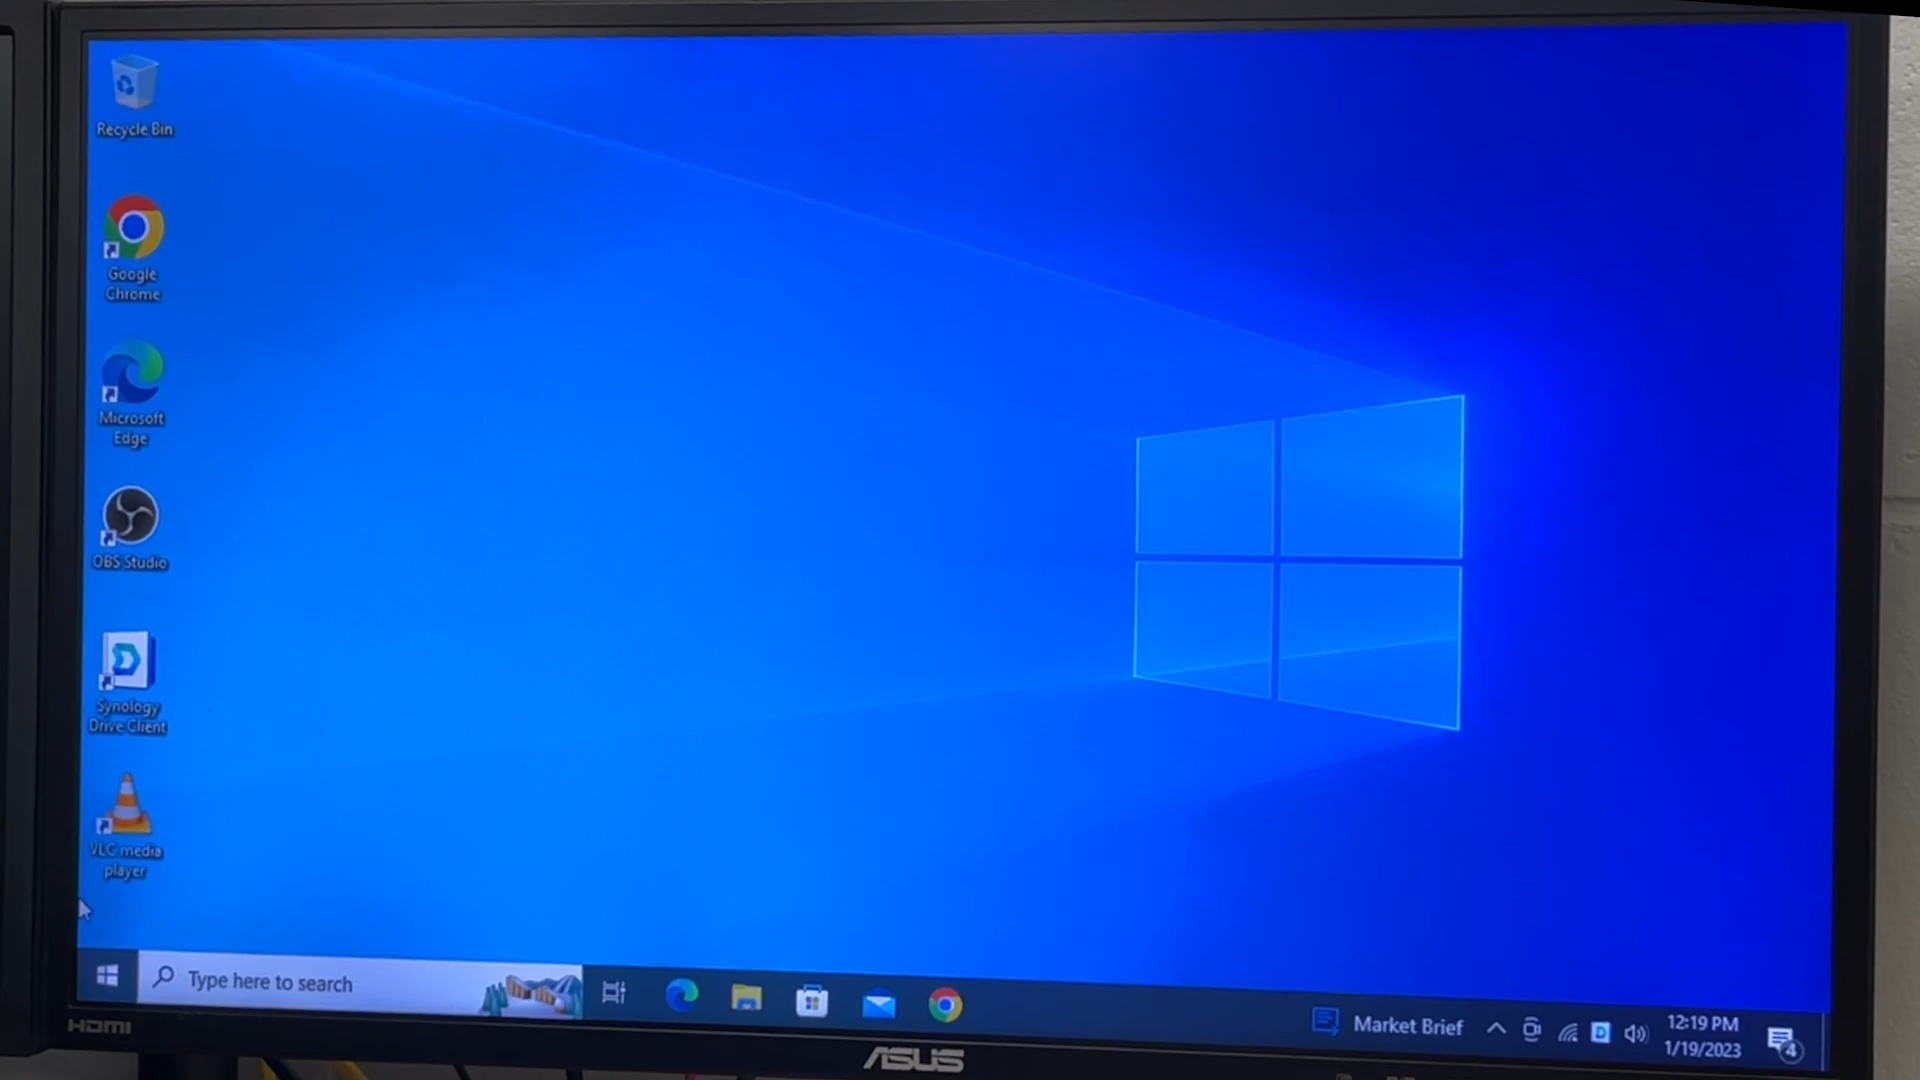 Recycle Bin
Google
Chrome
Microsoft
Edge
OBS Studio
Synology
Drive Client
VLC media
player
Type here to search
Market Brief
12:19 PM
1/19/2023
4
HDMI
ASUS